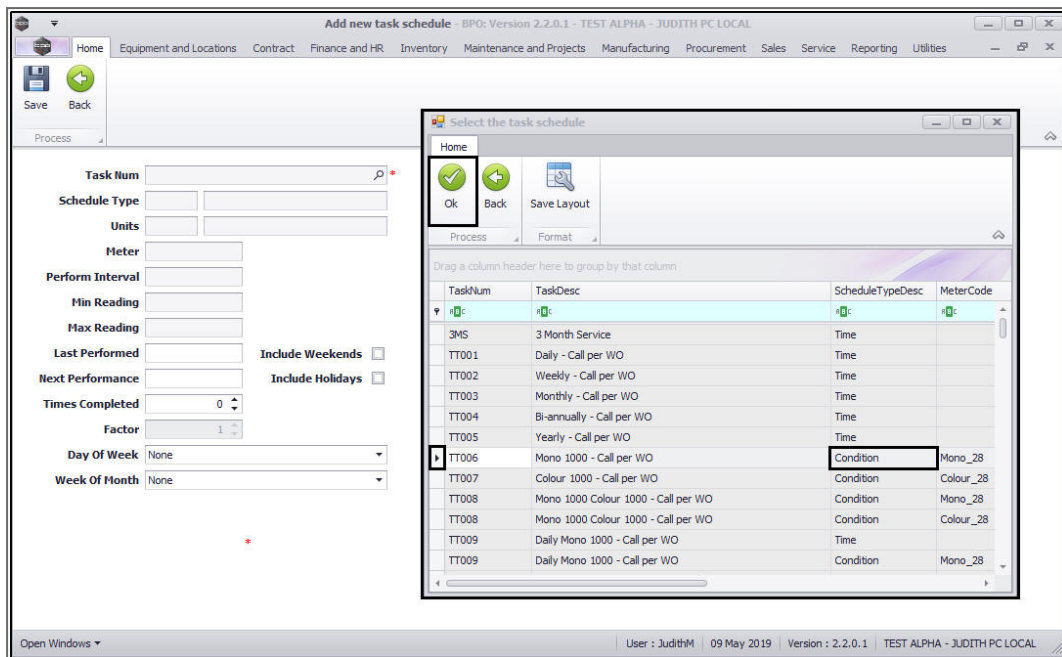 Add new task schedule - BPO: Version 2.2.0.1 - TEST ALPHA - JUDITH PC LOCAL
Home Equipment and Locations Contract Finance and HR Inventory Maintenance and Projects Manufacturing Procurement Sales Service Reporting Utilities
Save Back
Process
Task Num *
Schedule Type
Units
Meter
Perform Interval
Min Reading
Max Reading
Last Performed Include Weekends
Next Performance Include Holidays
Times Completed 0
Factor 1
Day Of Week None
Week Of Month None
*
Select the task schedule
Home
Ok Back Save Layout
Process Format
Drag a column header here to group by that column
TaskNum TaskDesc ScheduleTypeDesc MeterCode
3MS 3 Month Service Time
TT001 Daily - Call per WO Time
TT002 Weekly - Call per WO Time
TT003 Monthly - Call per WO Time
TT004 Bi-annually - Call per WO Time
TT005 Yearly - Call per WO Time
TT006 Mono 1000 - Call per WO Condition Mono_28
TT007 Colour 1000 - Call per WO Condition Colour_28
TT008 Mono 1000 Colour 1000 - Call per WO Condition Mono_28
TT008 Mono 1000 Colour 1000 - Call per WO Condition Colour_28
TT009 Daily Mono 1000 - Call per WO Time
TT009 Daily Mono 1000 - Call per WO Condition Mono_28
Open Windows User : JudithM 09 May 2019 Version : 2.2.0.1 TEST ALPHA - JUDITH PC LOCAL